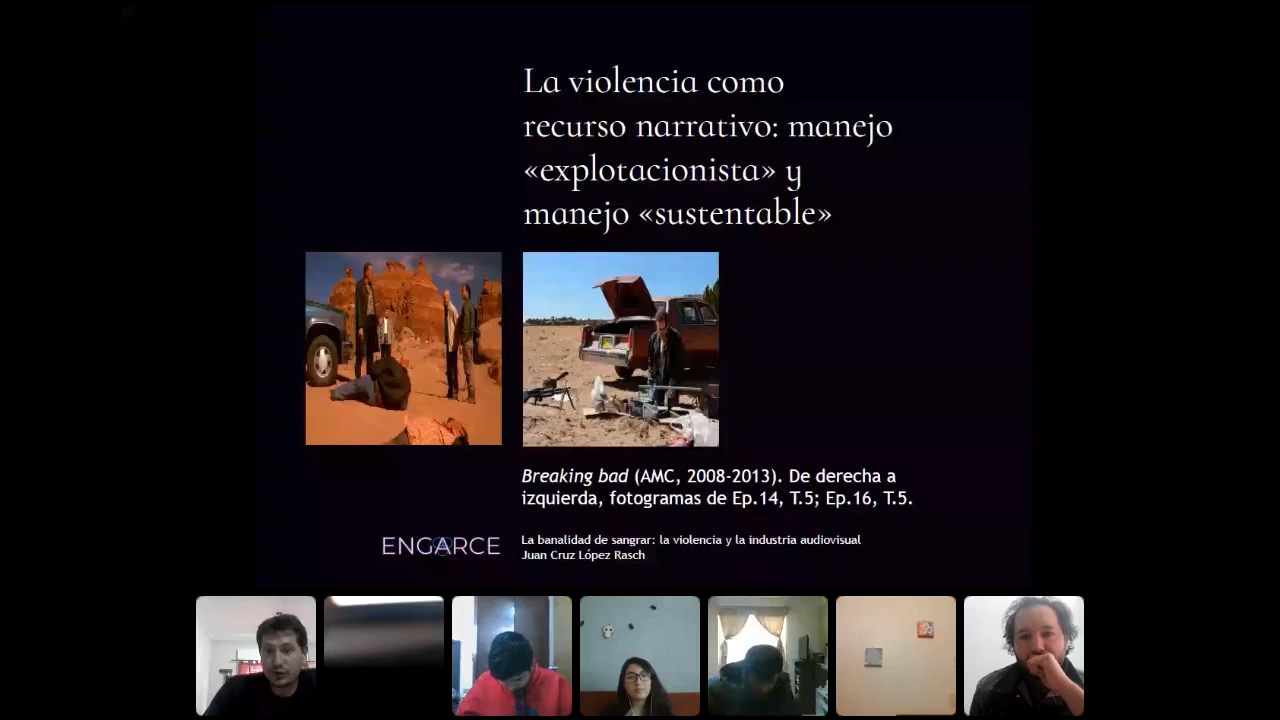 La violencia como
recurso narrativo: manejo
«explotacionista» y
manejo «sustentable»
Breaking bad (AMC, 2008-2013). De derecha a
izquierda, fotogramas de Ep.14, T.5; Ep.16, T.5.
ENGARCE
La banalidad de sangrar: la violencia y la industria audiovisual
Juan Cruz López Rasch